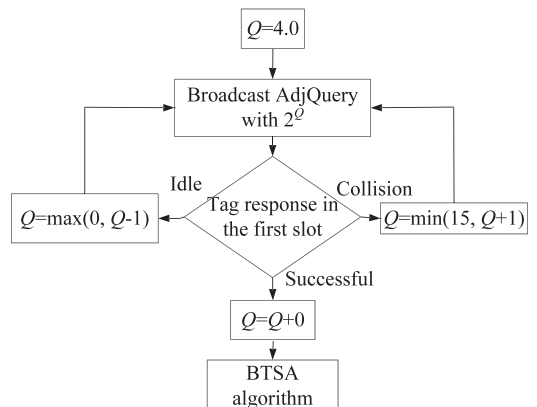 Q=4.0
Broadcast AdjQuery
with 2^Q
Idle
Collision
Tag response in
the first slot
Q=max(0, Q-1)
Q=min(15, Q+1)
Successful
Q=Q+0
BTSA
algorithm